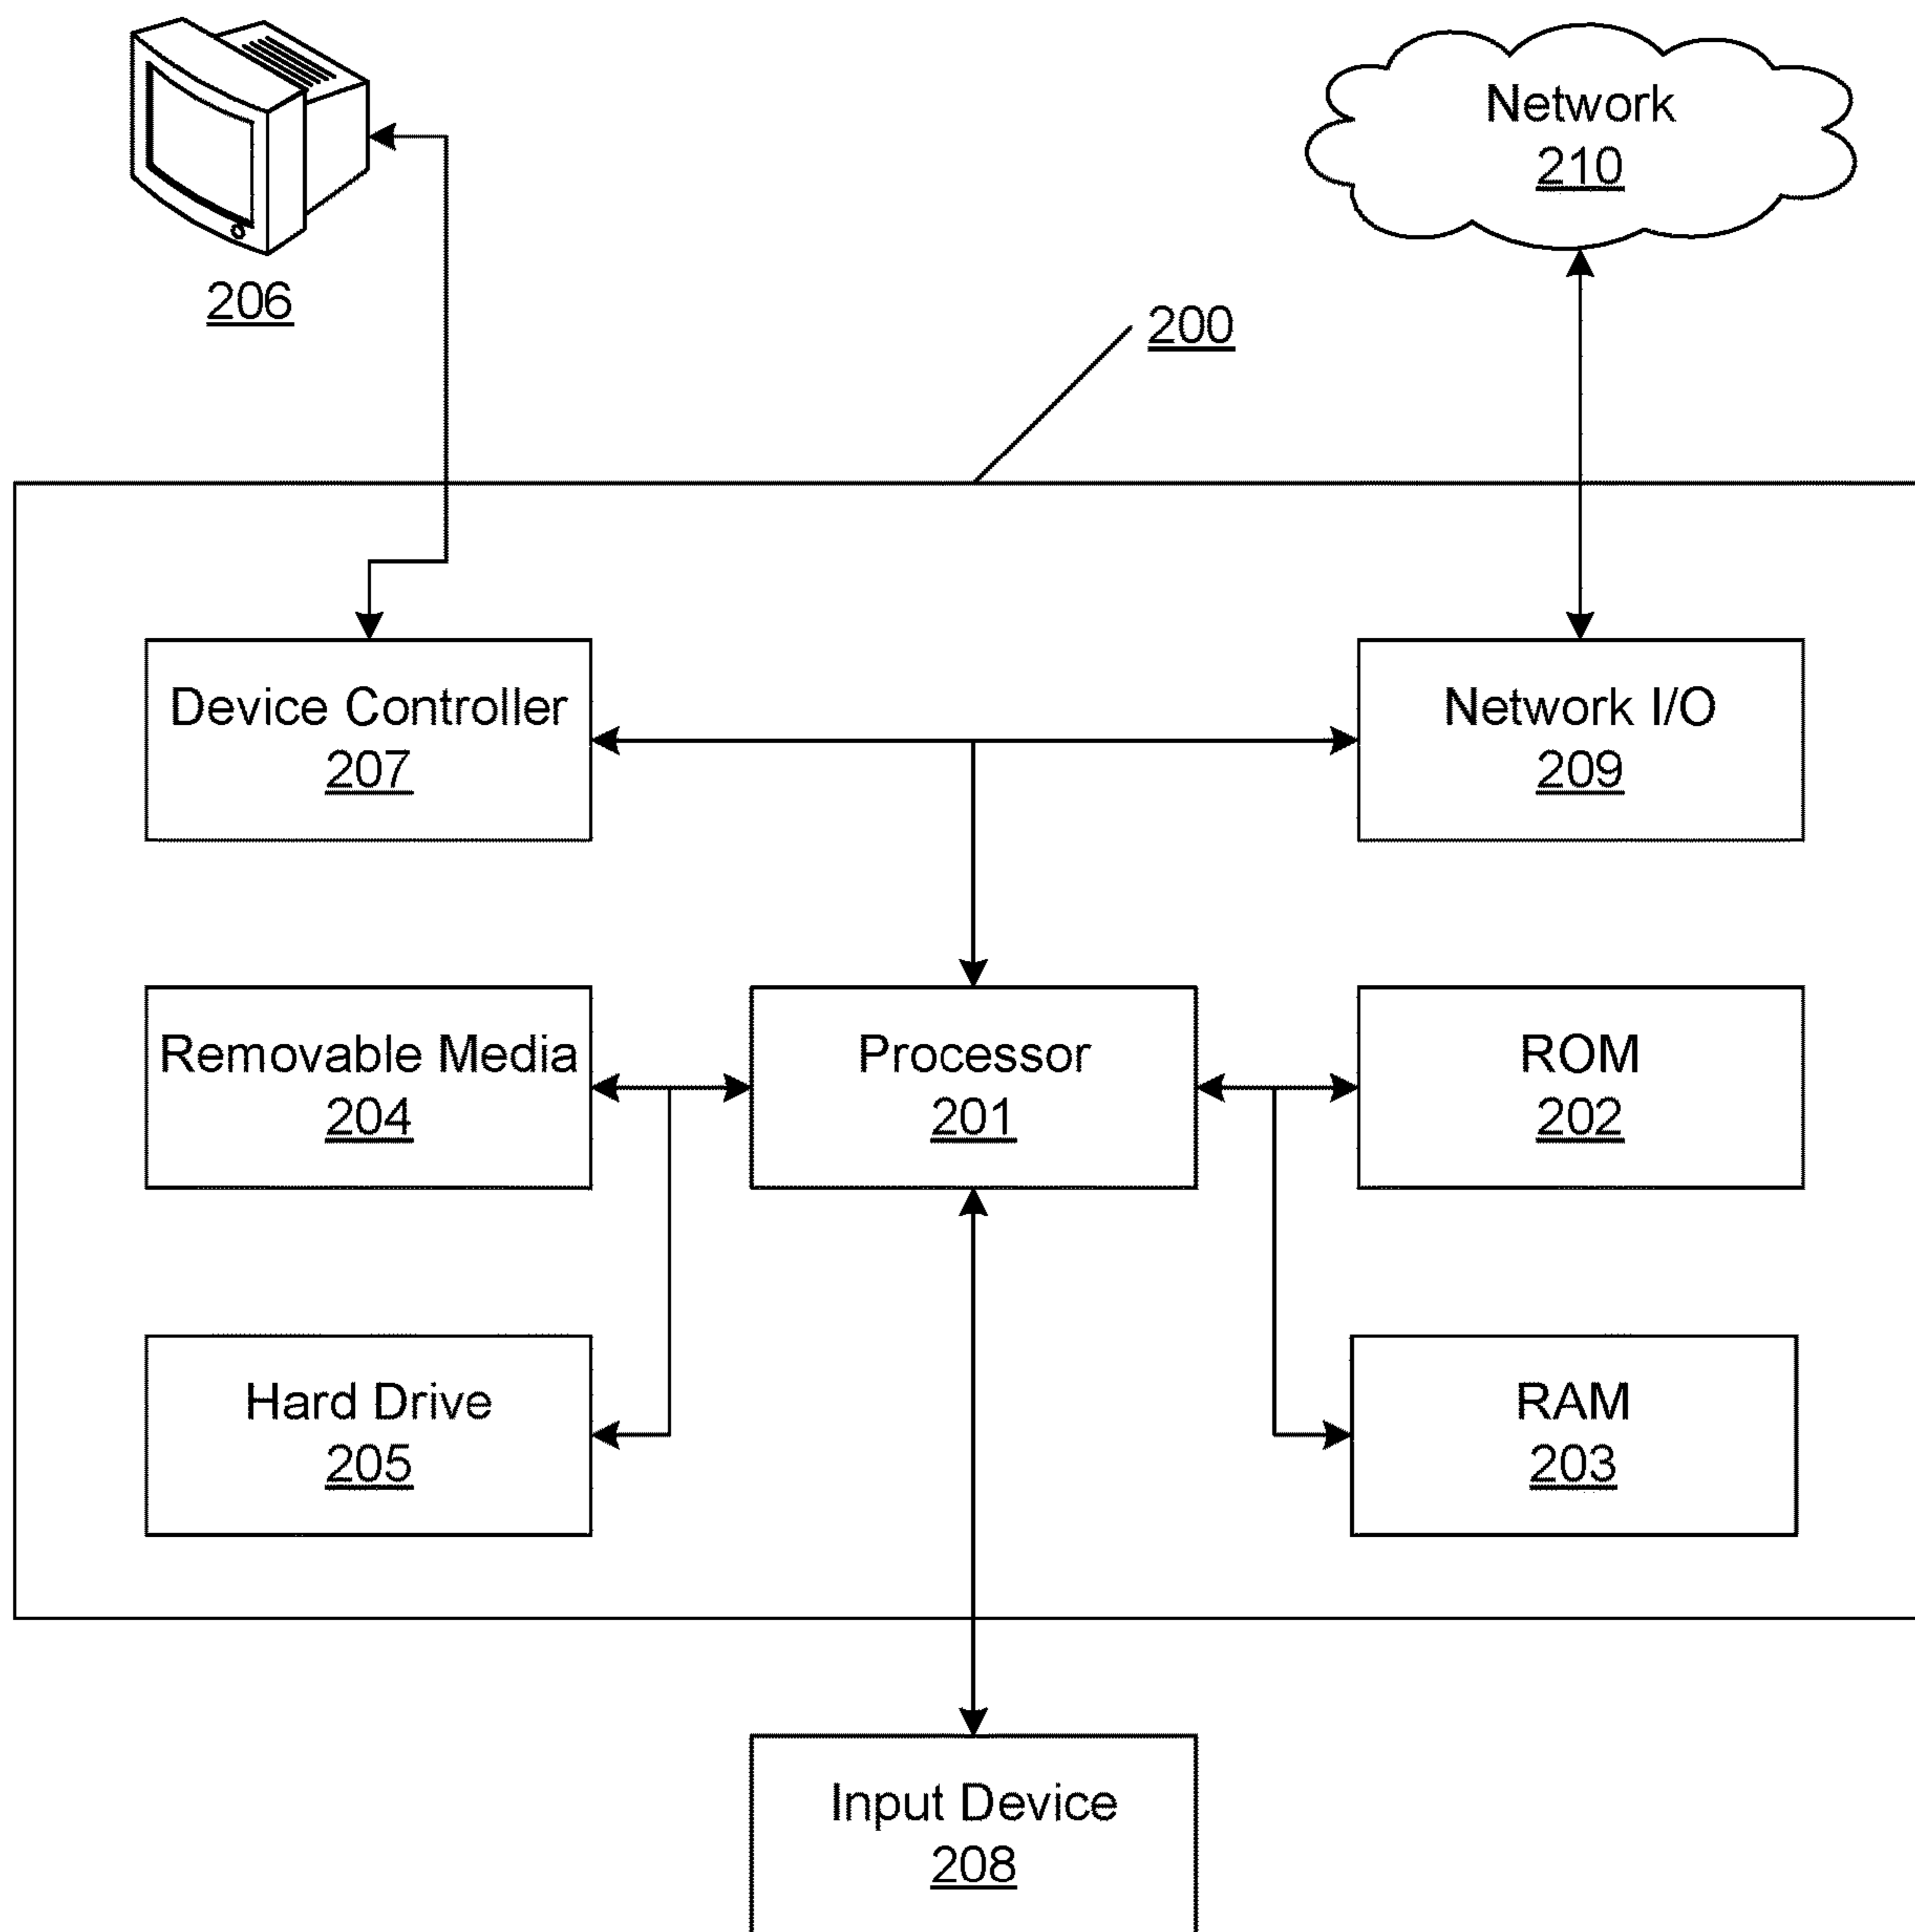 Network
210
206
200
Device Controller
207
Network I/O
209
Removable Media
204
Processor
201
ROM
202
Hard Drive
205
RAM
203
Input Device
208